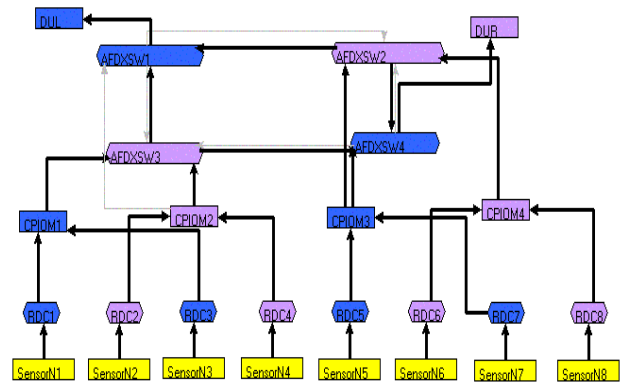 DUL
DUR
AFDXSW1
AFDXSW2
AFDXSW3
AFDXSW4
CPIOM1
CPIOM2
CPIOM3
CPIOM4
RDC1
RDC2
RDC3
RDC4
RDC5
RDC6
RDC7
RDC8
SensorN1
SensorN2
SensorN3
SensorN4
SensorN5
SensorN6
SensorN7
SensorN8